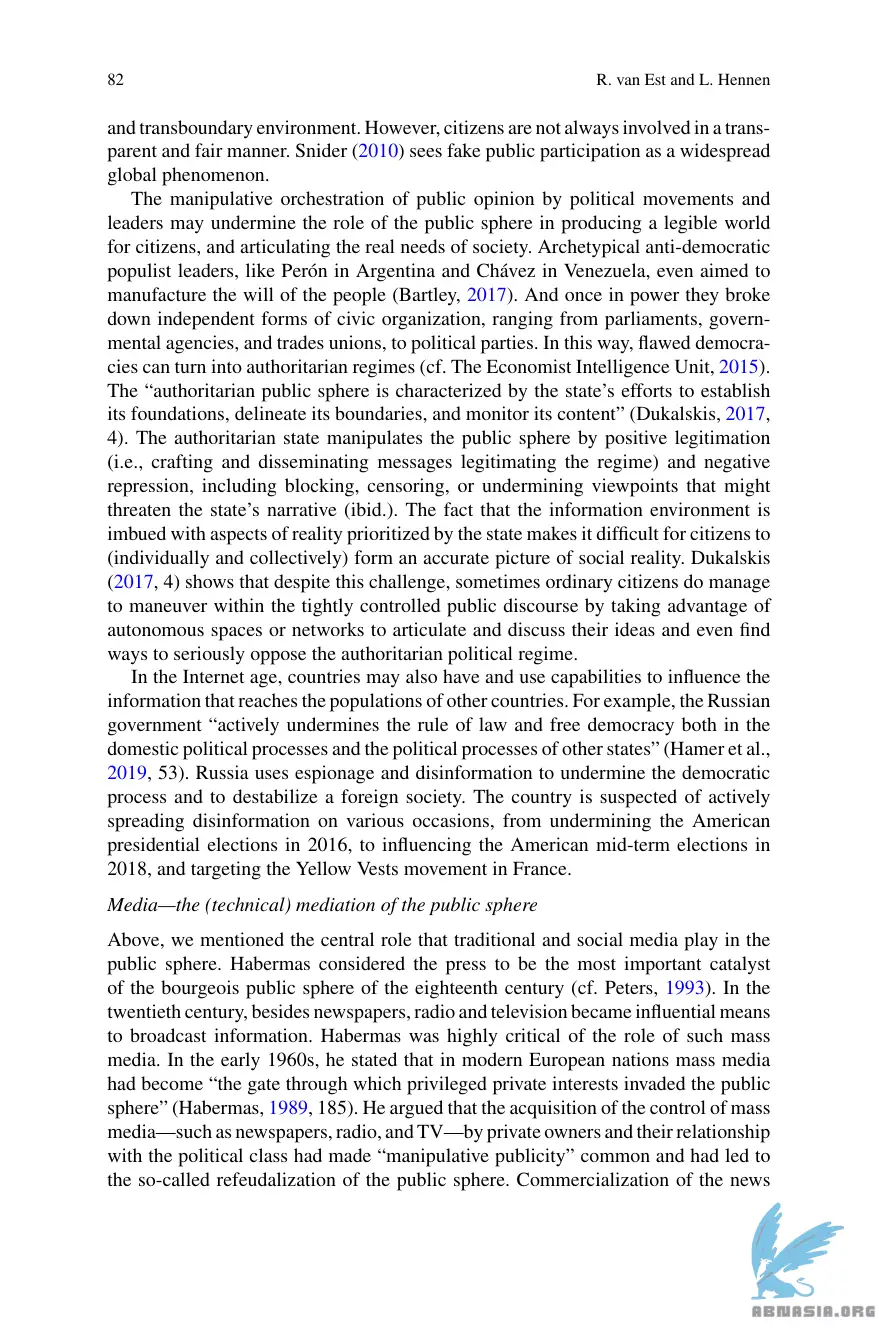 82
R. van Est and L. Hennen
and transboundary environment. However, citizens are not always involved in a trans-
parent and fair manner. Snider (2010) sees fake public participation as a widespread
global phenomenon.
The manipulative orchestration of public opinion by political movements and
leaders may undermine the role of the public sphere in producing a legible world
for citizens, and articulating the real needs of society. Archetypical anti-democratic
populist leaders, like Perón in Argentina and Chávez in Venezuela, even aimed to
manufacture the will of the people (Bartley, 2017). And once in power they broke
down independent forms of civic organization, ranging from parliaments, govern-
mental agencies, and trades unions, to political parties. In this way, flawed democra-
cies can turn into authoritarian regimes (cf. The Economist Intelligence Unit, 2015).
The “authoritarian public sphere is characterized by the state’s efforts to establish
its foundations, delineate its boundaries, and monitor its content” (Dukalskis, 2017,
4). The authoritarian state manipulates the public sphere by positive legitimation
(i.e., crafting and disseminating messages legitimating the regime) and negative
repression, including blocking, censoring, or undermining viewpoints that might
threaten the state’s narrative (ibid.). The fact that the information environment is
imbued with aspects of reality prioritized by the state makes it difficult for citizens to
(individually and collectively) form an accurate picture of social reality. Dukalskis
(2017, 4) shows that despite this challenge, sometimes ordinary citizens do manage
to maneuver within the tightly controlled public discourse by taking advantage of
autonomous spaces or networks to articulate and discuss their ideas and even find
ways to seriously oppose the authoritarian political regime.
In the Internet age, countries may also have and use capabilities to influence the
information that reaches the populations of other countries. For example, the Russian
government “actively undermines the rule of law and free democracy both in the
domestic political processes and the political processes of other states” (Hamer et al.,
2019, 53). Russia uses espionage and disinformation to undermine the democratic
process and to destabilize a foreign society. The country is suspected of actively
spreading disinformation on various occasions, from undermining the American
presidential elections in 2016, to influencing the American mid-term elections in
2018, and targeting the Yellow Vests movement in France.
Media—the (technical) mediation of the public sphere
Above, we mentioned the central role that traditional and social media play in the
public sphere. Habermas considered the press to be the most important catalyst
of the bourgeois public sphere of the eighteenth century (cf. Peters, 1993). In the
twentieth century, besides newspapers, radio and television became influential means
to broadcast information. Habermas was highly critical of the role of such mass
media. In the early 1960s, he stated that in modern European nations mass media
had become “the gate through which privileged private interests invaded the public
sphere” (Habermas, 1989, 185). He argued that the acquisition of the control of mass
media—such as newspapers, radio, and TV—by private owners and their relationship
with the political class had made “manipulative publicity” common and had led to
the so-called refeudalization of the public sphere. Commercialization of the news
ABNASIA.ORG